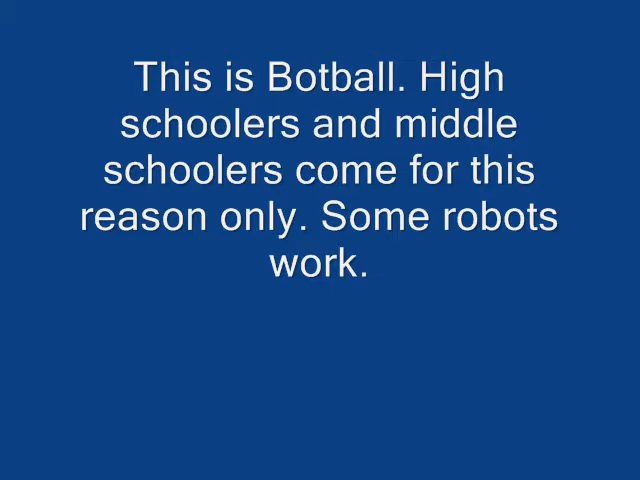 This is Botball. High
schoolers and middle
schoolers come for this
reason only. Some robots
work.